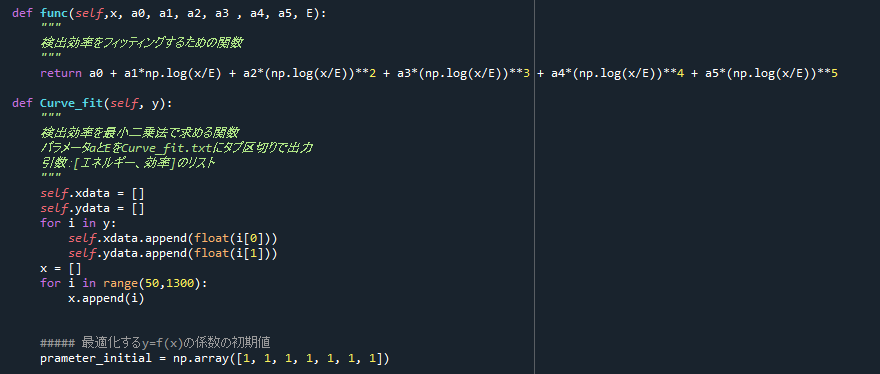 def func(self,x, a0, a1, a2, a3 , a4, a5, E):
"""
検出効率をフィッティングするための関数
"""
return a0 + a1*np.log(x/E) + a2*(np.log(x/E))**2 + a3*(np.log(x/E))**3 + a4*(np.log(x/E))**4 + a5*(np.log(x/E))**5
def Curve_fit(self, y):
"""
検出効率を最小二乗法で求める関数
パラメータaとEをCurve_fit.txtにタブ区切りで出力
引数：[エネルギー、効率]のリスト
"""
self.xdata = []
self.ydata = []
for i in y:
self.xdata.append(float(i[0]))
self.ydata.append(float(i[1]))
x = []
for i in range(50,1300):
x.append(i)
##### 最適化するy=f(x)の係数の初期値
prameter_initial = np.array([1, 1, 1, 1, 1, 1, 1])